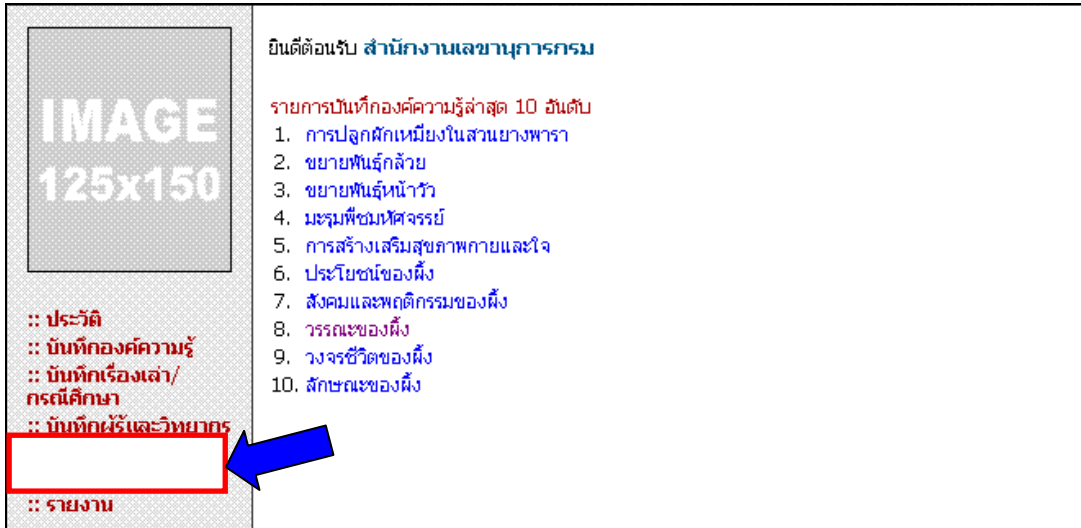 IMAGE
125x150
:: ประวัติ
:: บันทึกองค์ความรู้
:: บันทึกเรื่องเล่า/
กรณีศึกษา
:: บันทึกผู้รู้และวิทยากร
:: รายงาน
ยินดีต้อนรับ สำนักงานเลขานุการกรม
รายการบันทึกองค์ความรู้ล่าสุด 10 อันดับ
1. การปลูกผักเหมียงในสวนยางพารา
2. ขยายพันธุ์กล้วย
3. ขยายพันธุ์หน้าวัว
4. มะรุมพืชมหัศจรรย์
5. การสร้างเสริมสุขภาพกายและใจ
6. ประโยชน์ของผึ้ง
7. สังคมและพฤติกรรมของผึ้ง
8. วรรณะของผึ้ง
9. วงจรชีวิตของผึ้ง
10. ลักษณะของผึ้ง